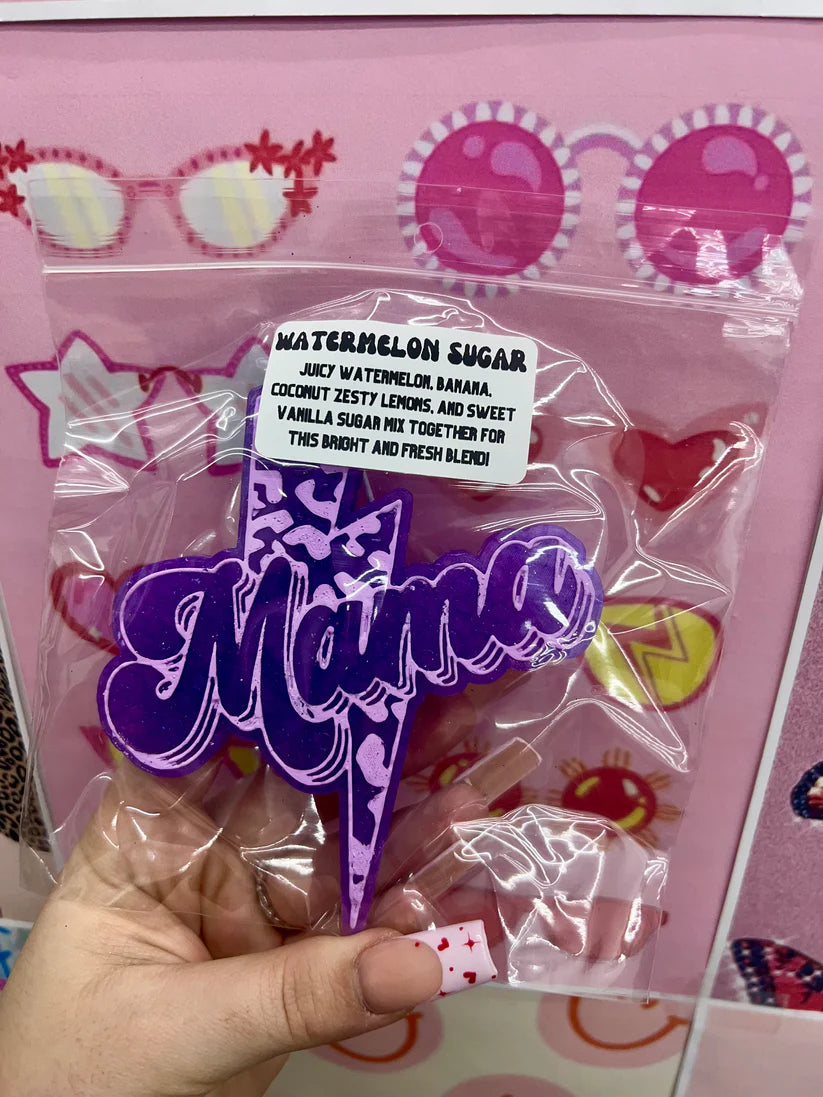 WATERMELON SUGAR
JUICY WATERMELON, BANANA,
COCONUT ZESTY LEMONS, AND SWEET
VANILLA SUGAR MIX TOGETHER FOR
THIS BRIGHT AND FRESH BLEND!
Mama